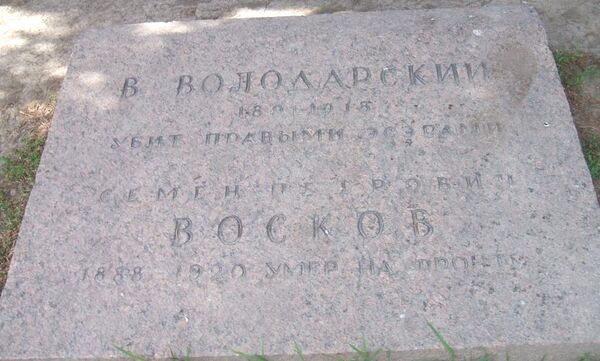 В ВОЛОДАРСКИЙ
1891-1918
УБИТ ПРАВЫМИ ЭСЭРАМИ
СЕМЕН ПЕТРОВИЧ
ВОСКОВ
1888 1920 УМЕР НА ФРОНТЕ